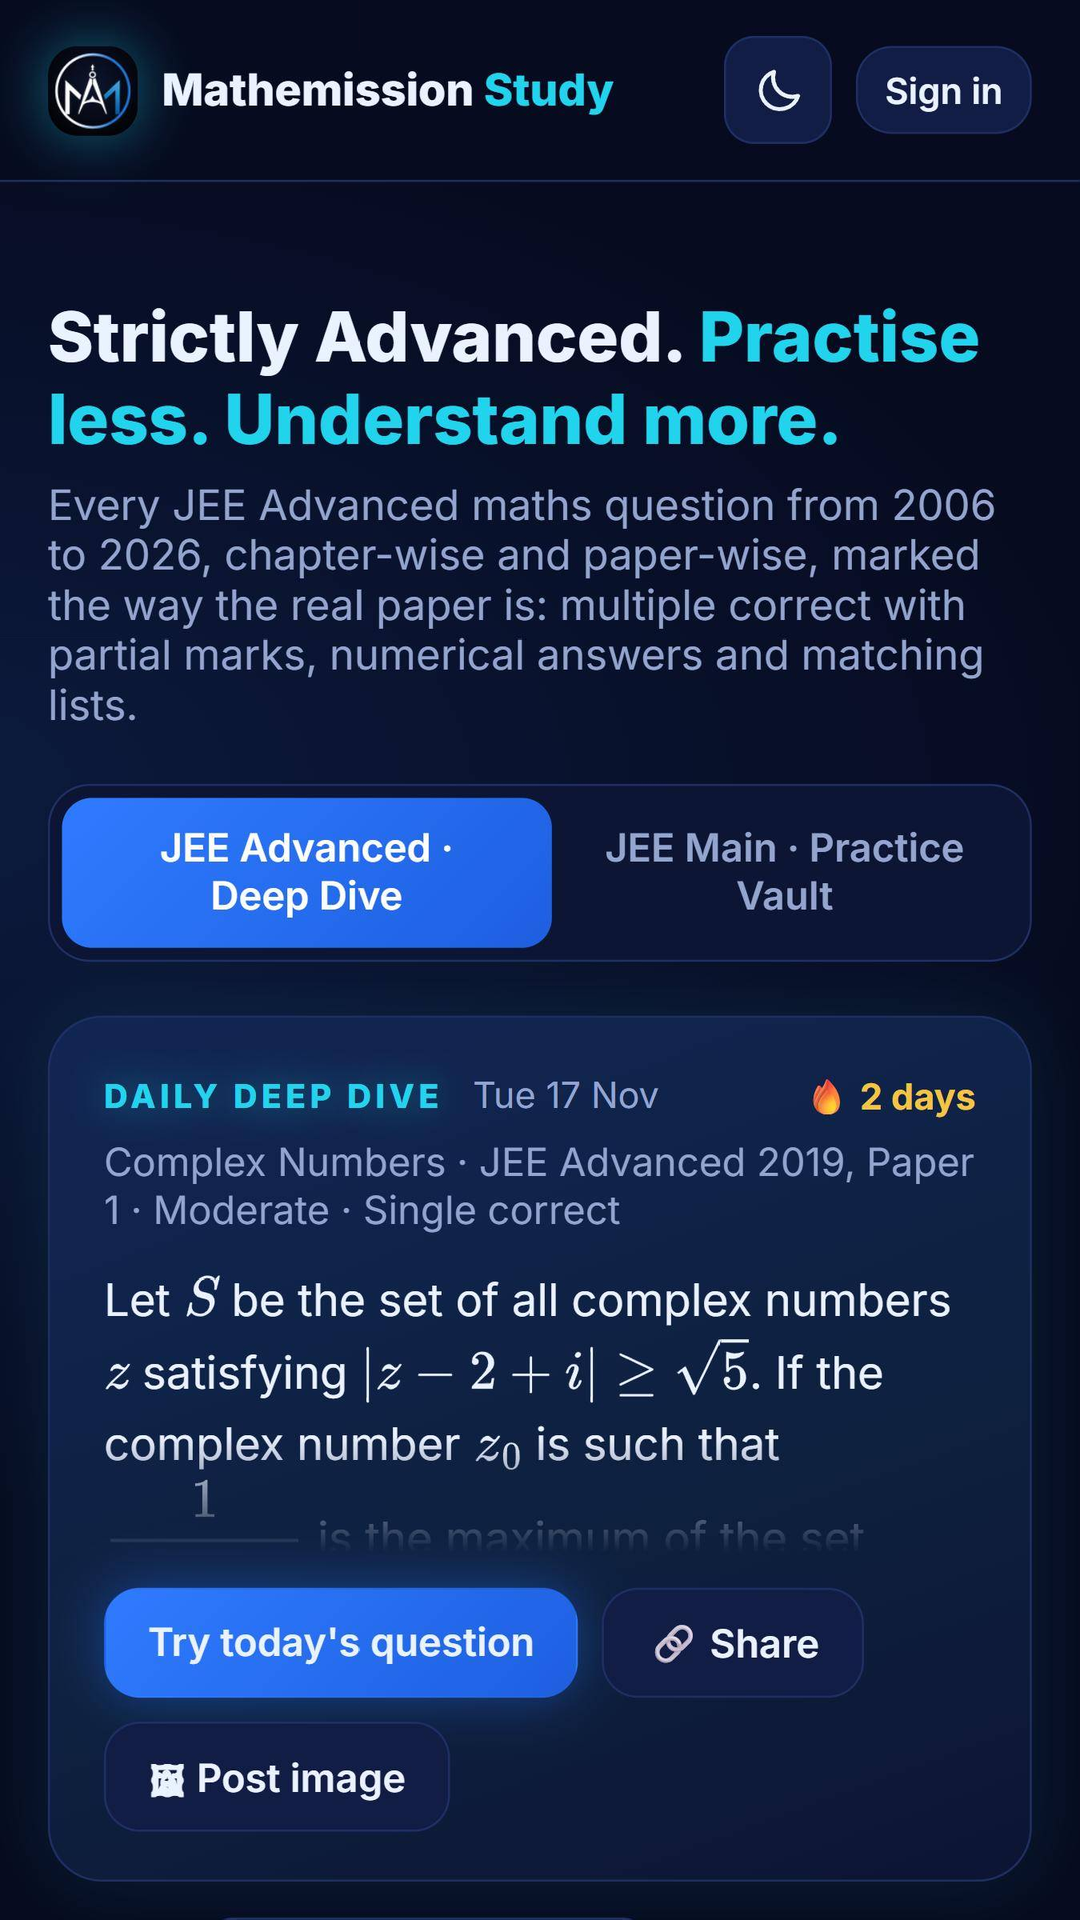 Mathemission Study
Sign in
Strictly Advanced. Practise
less. Understand more.
Every JEE Advanced maths question from 2006
to 2026, chapter-wise and paper-wise, marked
the way the real paper is: multiple correct with
partial marks, numerical answers and matching
lists.
JEE Advanced ·
Deep Dive
JEE Main · Practice
Vault
DAILY DEEP DIVE Tue 17 Nov 🔥 2 days
Complex Numbers · JEE Advanced 2019, Paper
1 · Moderate · Single correct
Let S be the set of all complex numbers
z satisfying |z − 2 + i| ≥ √5. If the
complex number z₀ is such that
1
is the maximum of the set
Try today's question
🔗 Share
Post image